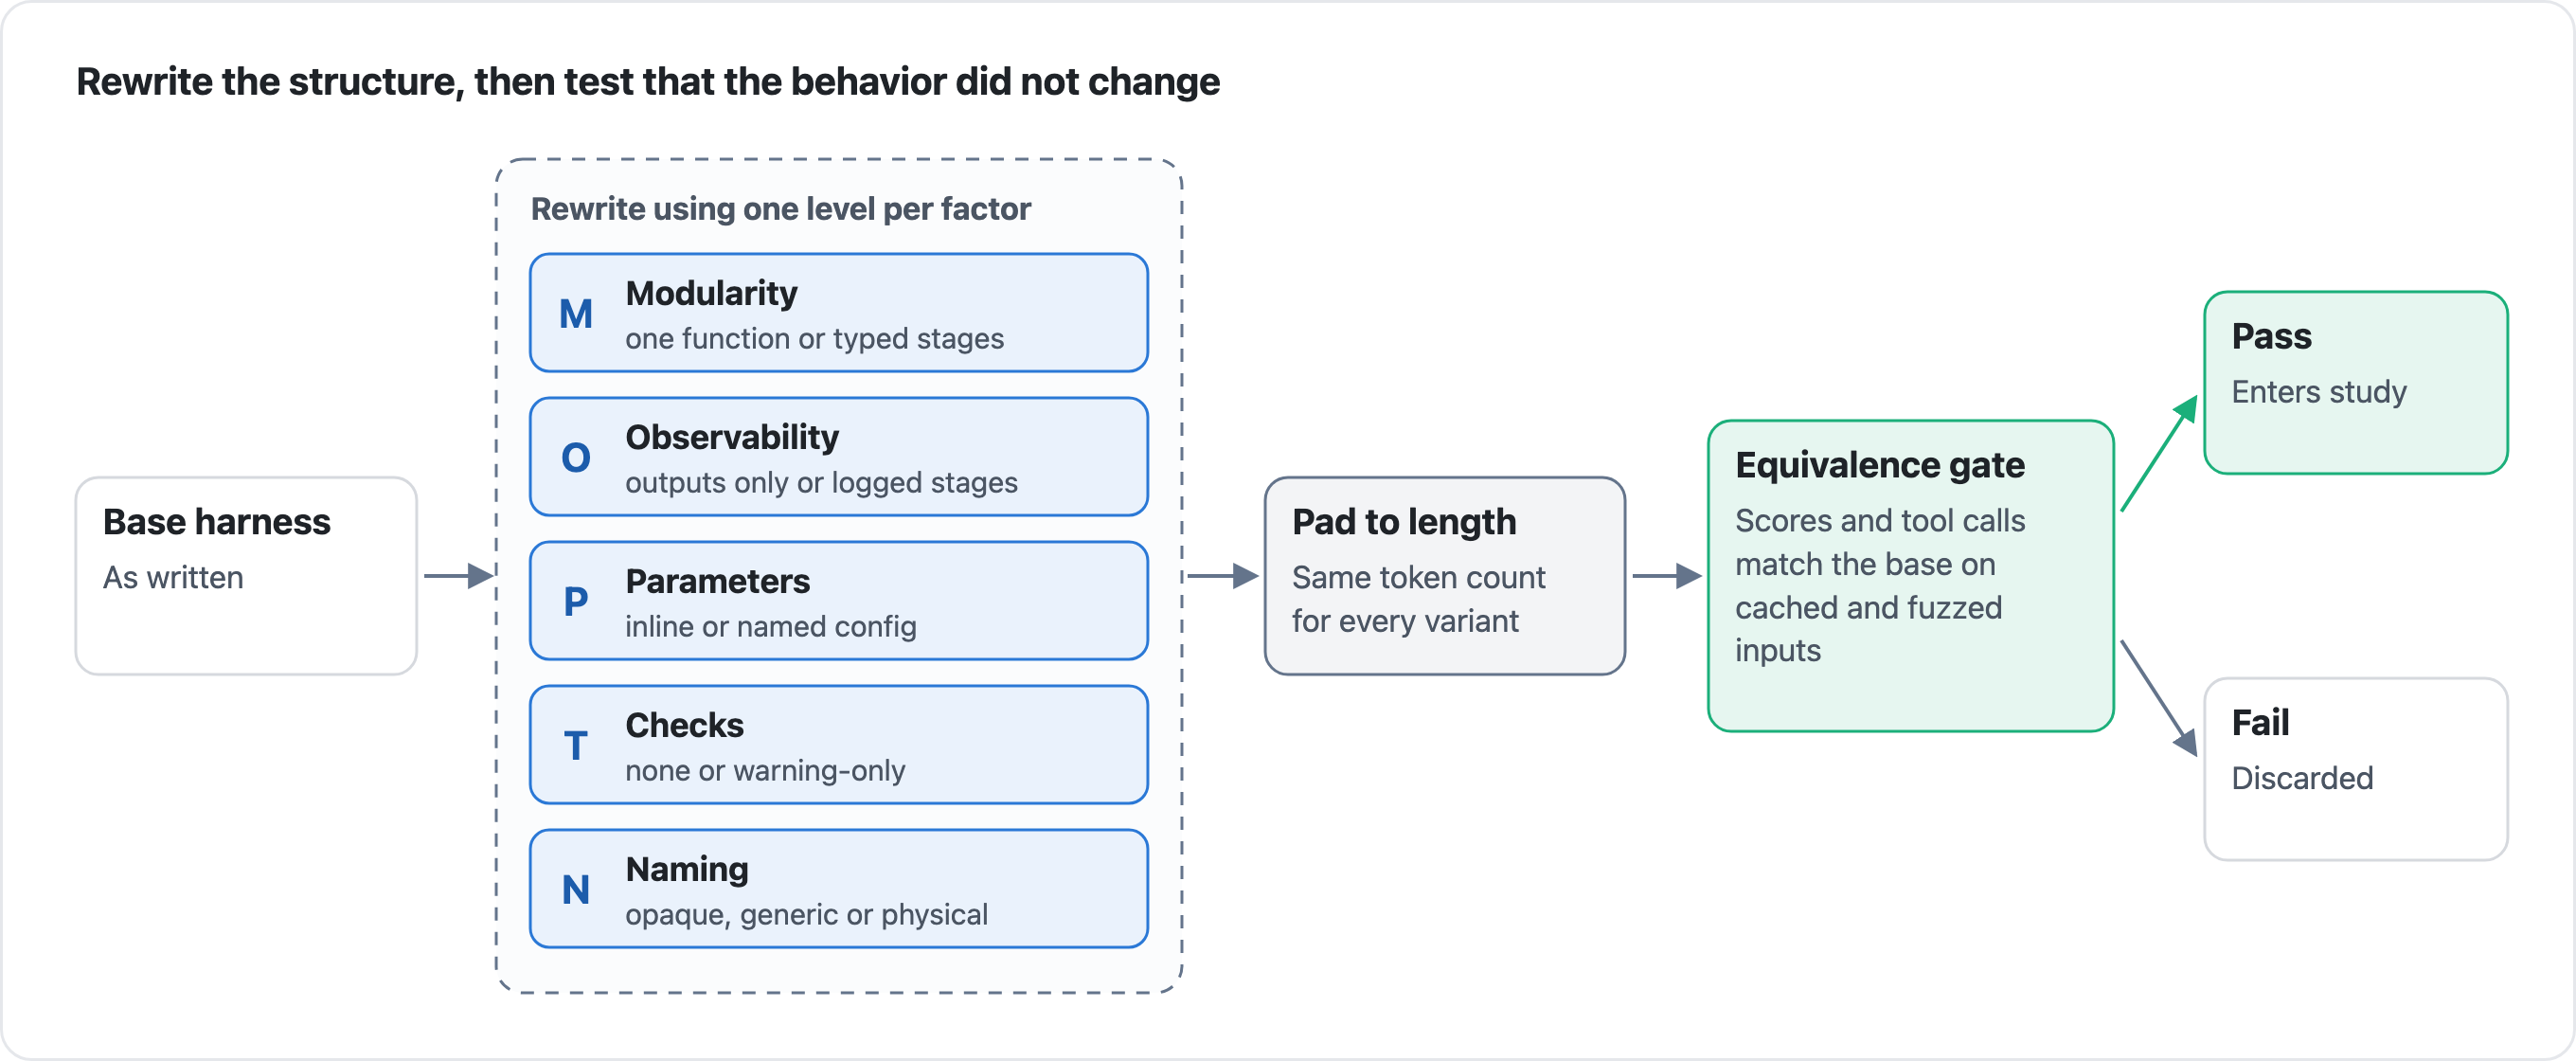 Rewrite the structure, then test that the behavior did not change
Base harness
As written
Rewrite using one level per factor
M
Modularity
one function or typed stages
O
Observability
outputs only or logged stages
P
Parameters
inline or named config
T
Checks
none or warning-only
N
Naming
opaque, generic or physical
Pad to length
Same token count
for every variant
Equivalence gate
Scores and tool calls
match the base on
cached and fuzzed
inputs
Pass
Enters study
Fail
Discarded